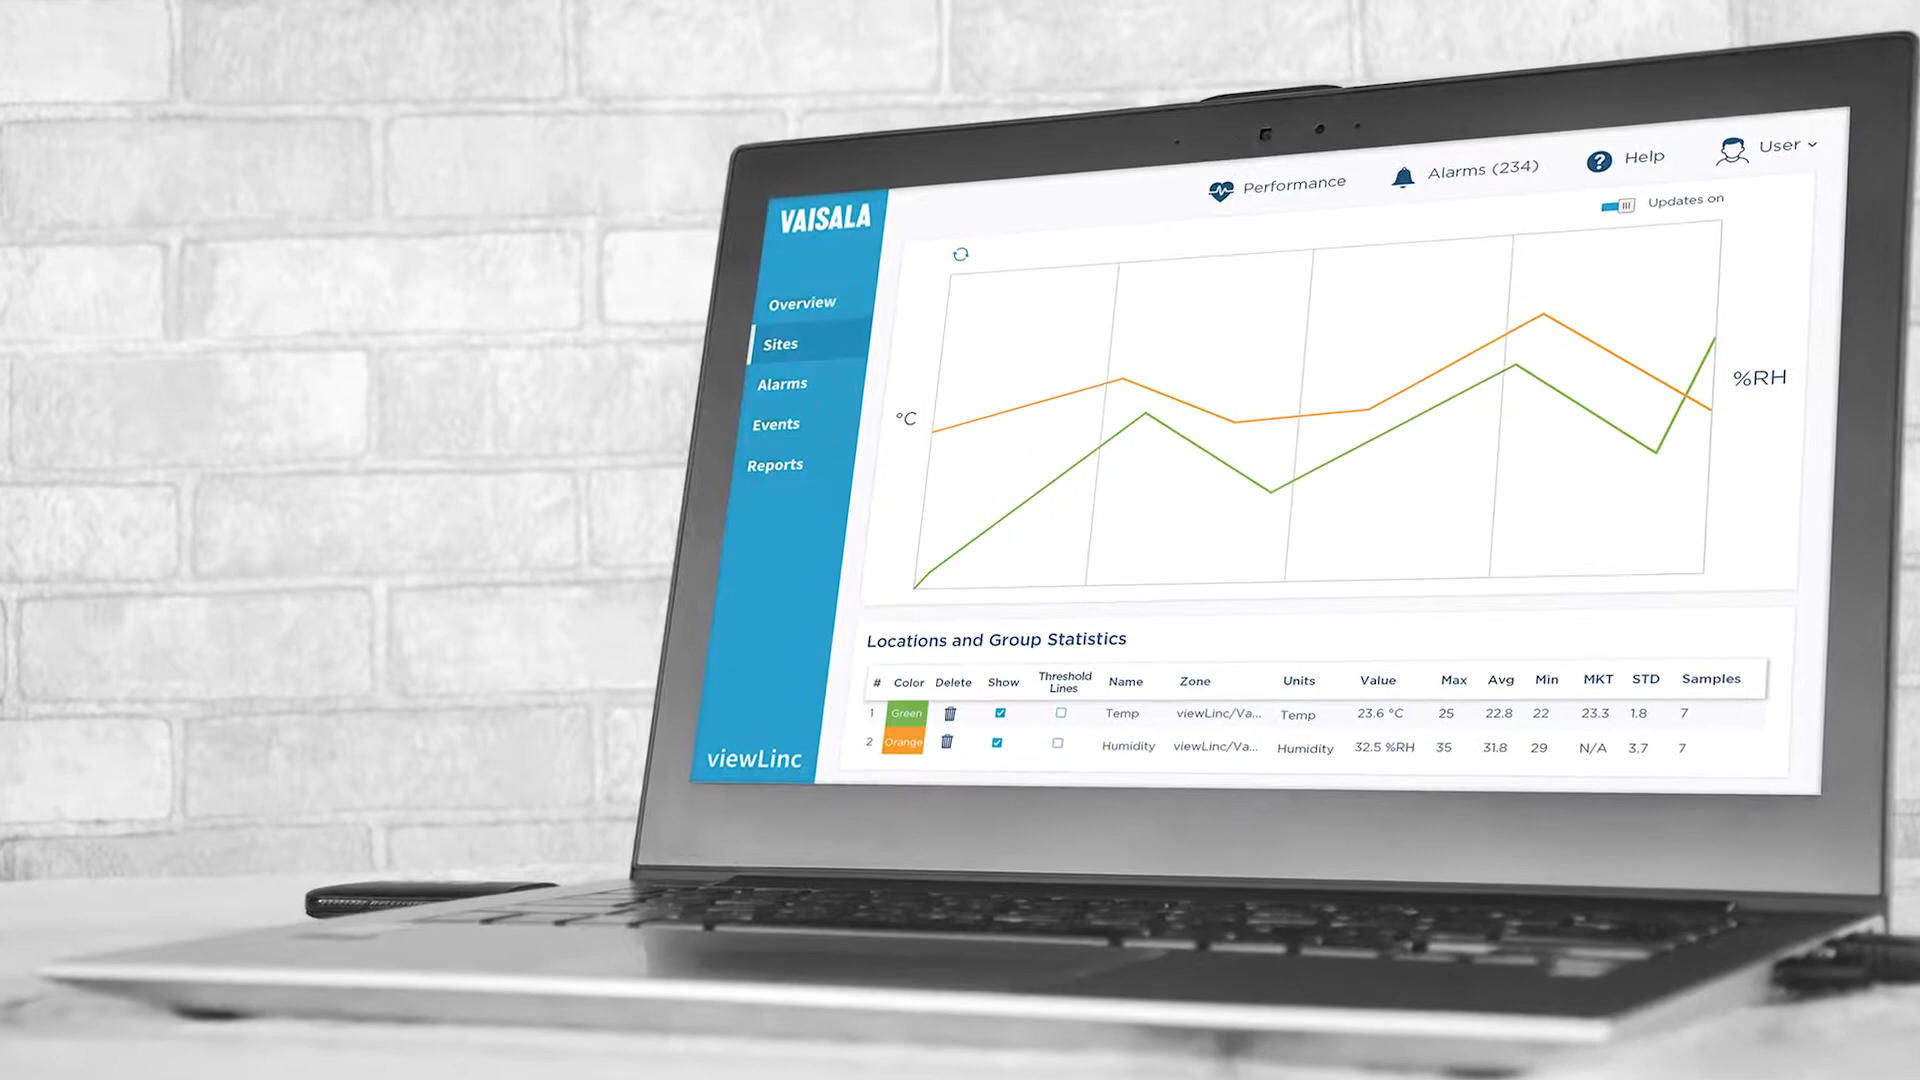 VAISALA
Performance
Alarms (234)
Help
User
Updates on
Overview
Sites
Alarms
Events
Reports
viewLinc
°C
%RH
Locations and Group Statistics
# Color Delete Show Threshold Lines Name Zone Units Value Max Avg Min MKT STD Samples
1 Green Temp viewLinc/Va... Temp 23.6 °C 25 22.8 22 23.3 1.8 7
2 Orange Humidity viewLinc/Va... Humidity 32.5 %RH 35 31.8 29 N/A 3.7 7